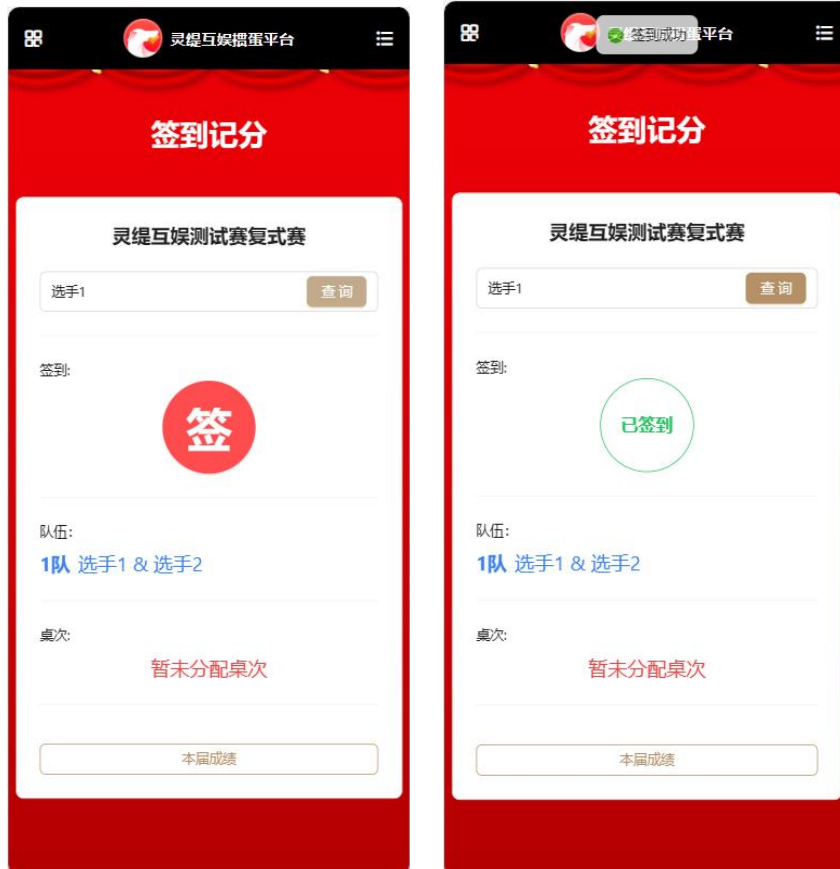 灵缇互娱掼蛋平台
签到记分
灵缇互娱测试赛复式赛
选手1
查询
签到:
签
队伍:
1队 选手1 & 选手2
桌次:
暂未分配桌次
本届成绩
签到成功
蛋平台
签到记分
灵缇互娱测试赛复式赛
选手1
查询
签到:
已签到
队伍:
1队 选手1 & 选手2
桌次:
暂未分配桌次
本届成绩